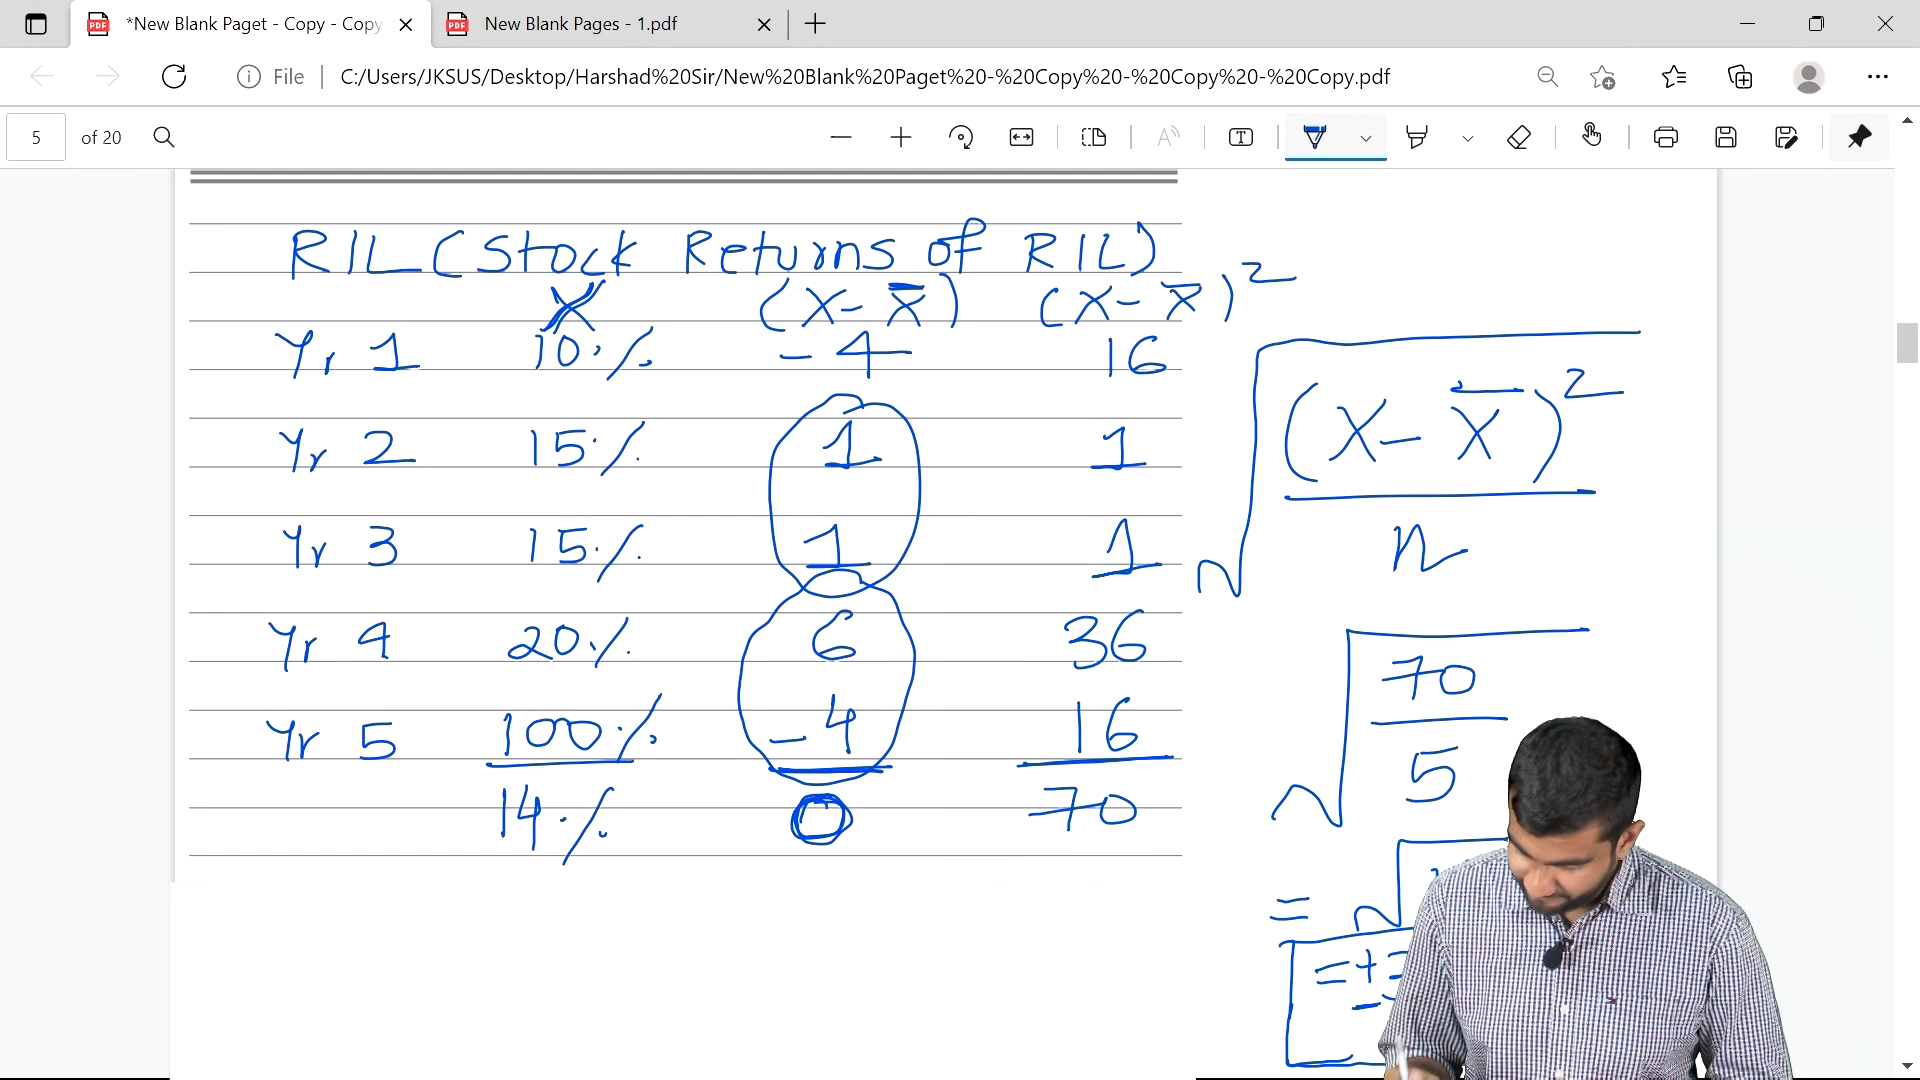 *New Blank Paget - Copy - Copy
New Blank Pages - 1.pdf
File
C:/Users/JKSUS/Desktop/Harshad%20Sir/New%20Blank%20Paget%20-%20Copy%20-%20Copy%20-%20Copy.pdf
5 of 20
RIL (Stock Returns of RIL)
X (X- X̅) (X- X̅)²
Yr 1 10% -4 16
Yr 2 15% 1 1
Yr 3 15% 1 1
Yr 4 20% 6 36
Yr 5 100% -4 16
14% 0 70
√
(X- X̅)²
n
√
70
5
= √
= ±